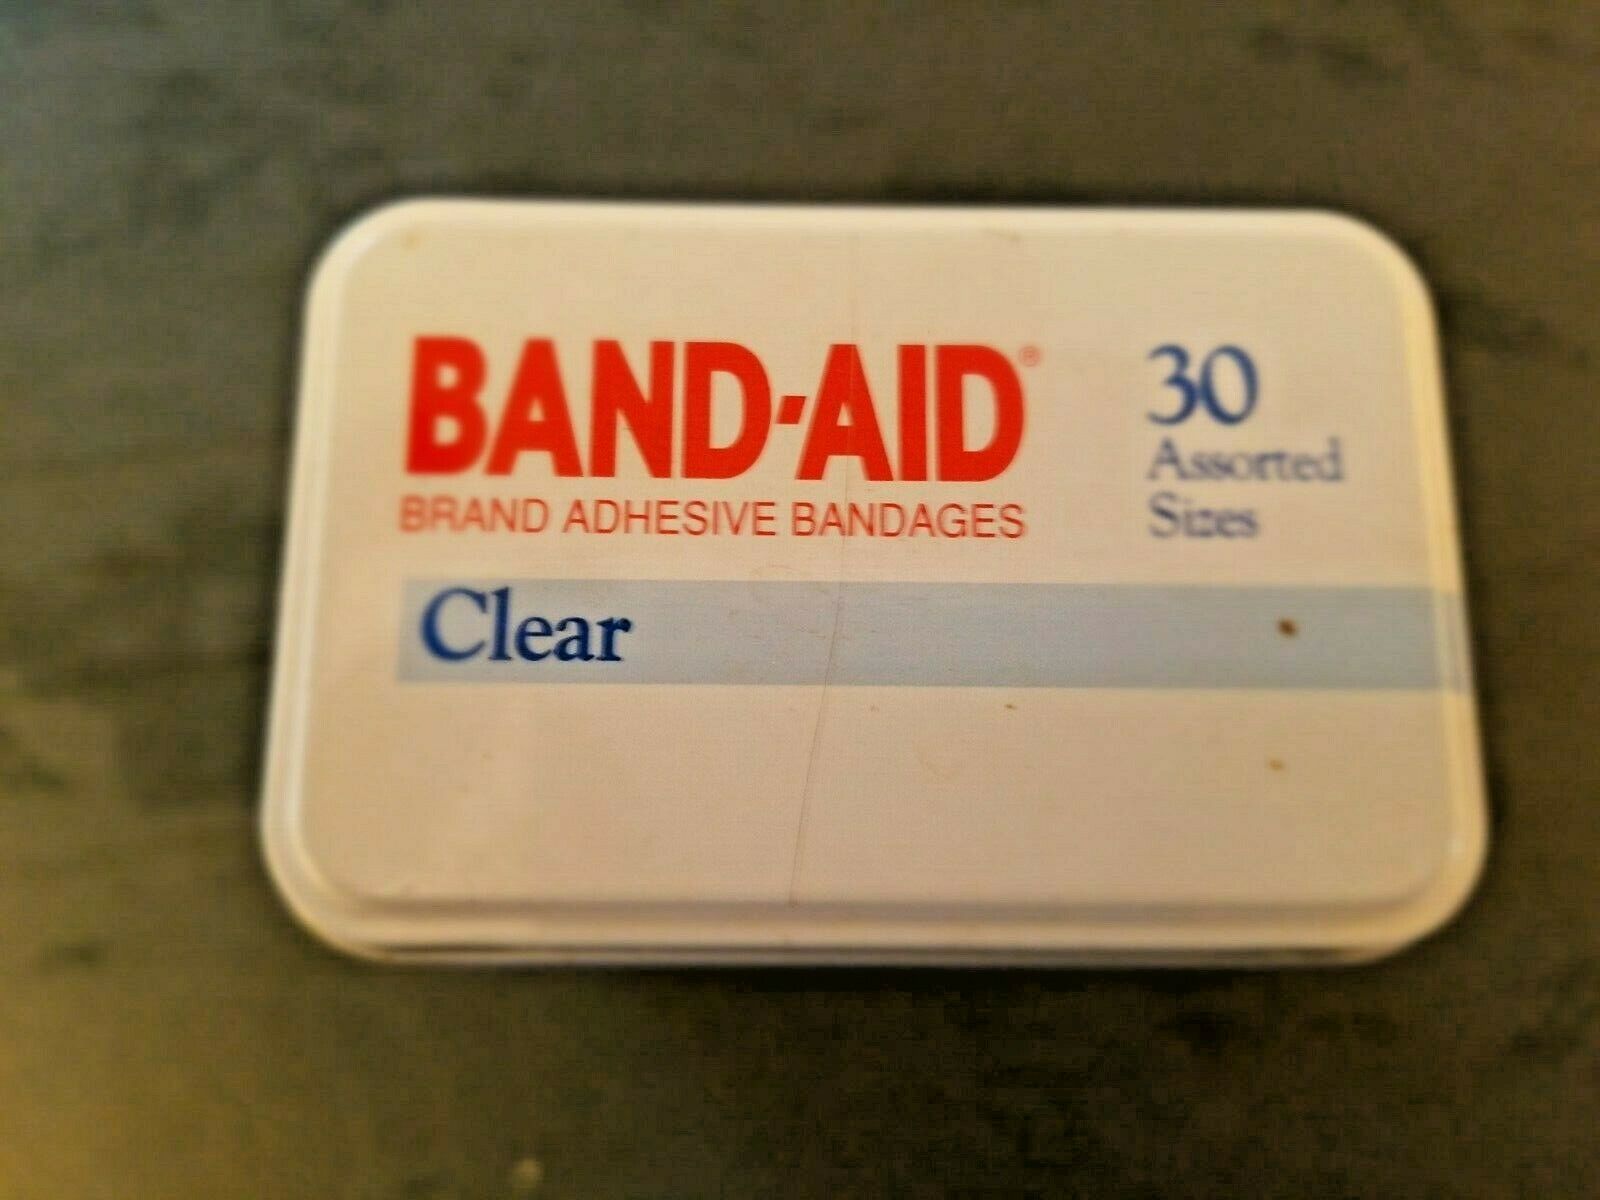 BAND-AID®
BRAND ADHESIVE BANDAGES
30
Assorted
Sizes
Clear